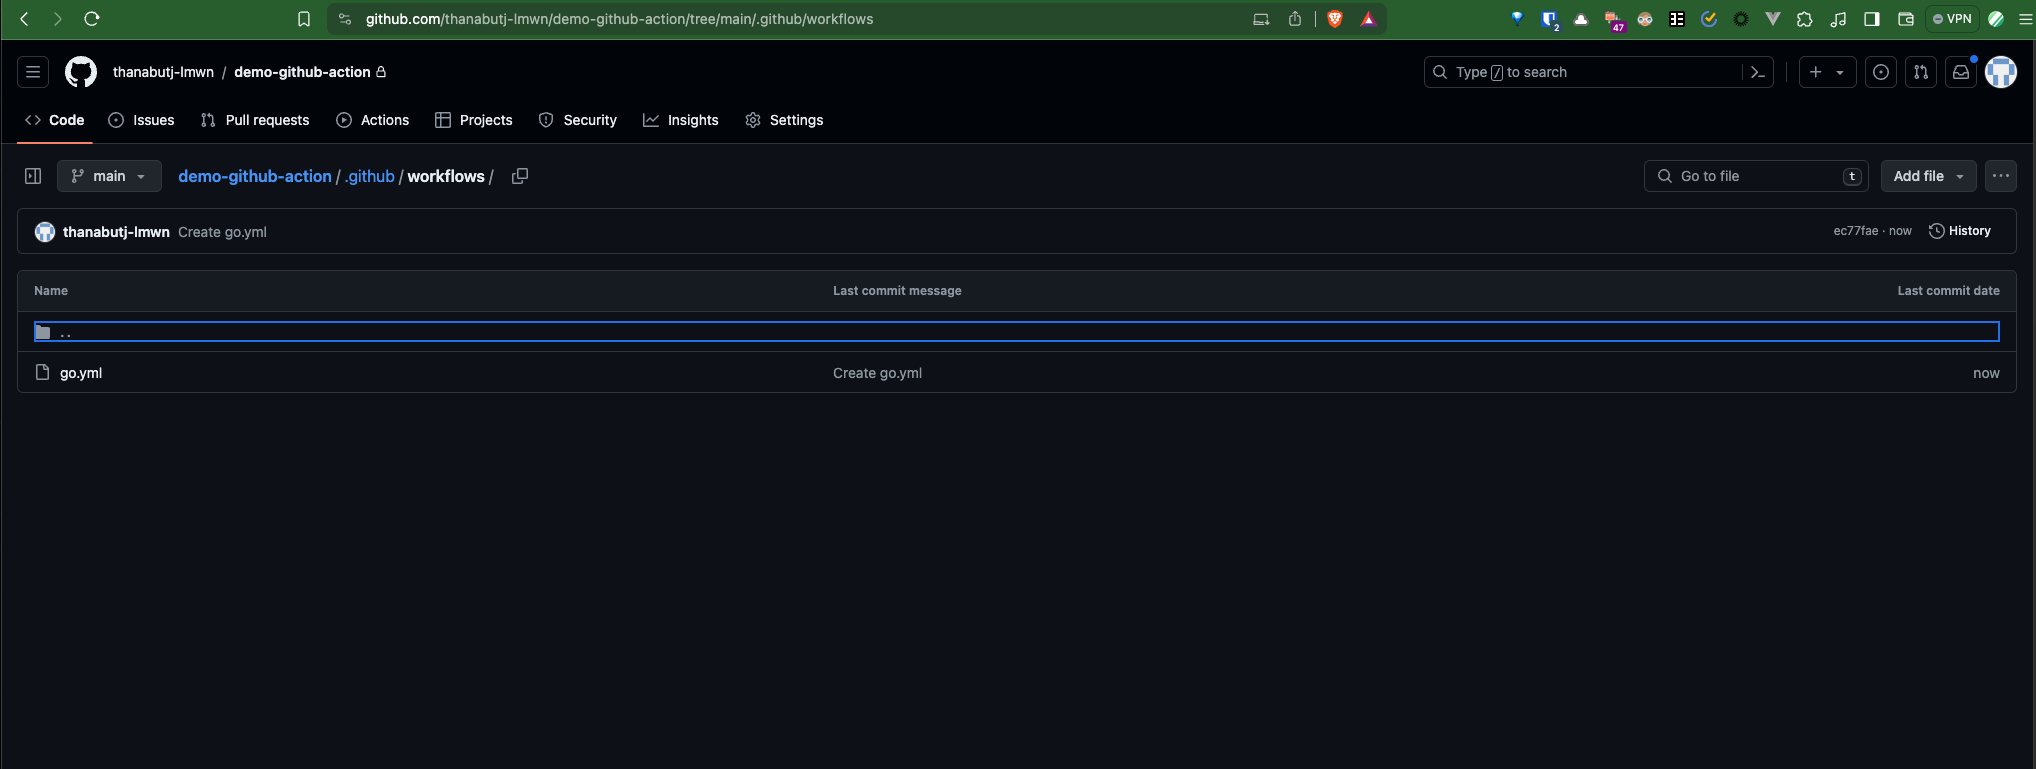 github.com/thanabutj-lmwn/demo-github-action/tree/main/.github/workflows
2
47
VPN
thanabutj-lmwn / demo-github-action
Type / to search
Code Issues Pull requests Actions Projects Security Insights Settings
main
demo-github-action / .github / workflows /
Go to file
t
Add file
thanabutj-lmwn Create go.yml
ec77fae · now
History
Name Last commit message Last commit date
..
go.yml Create go.yml now